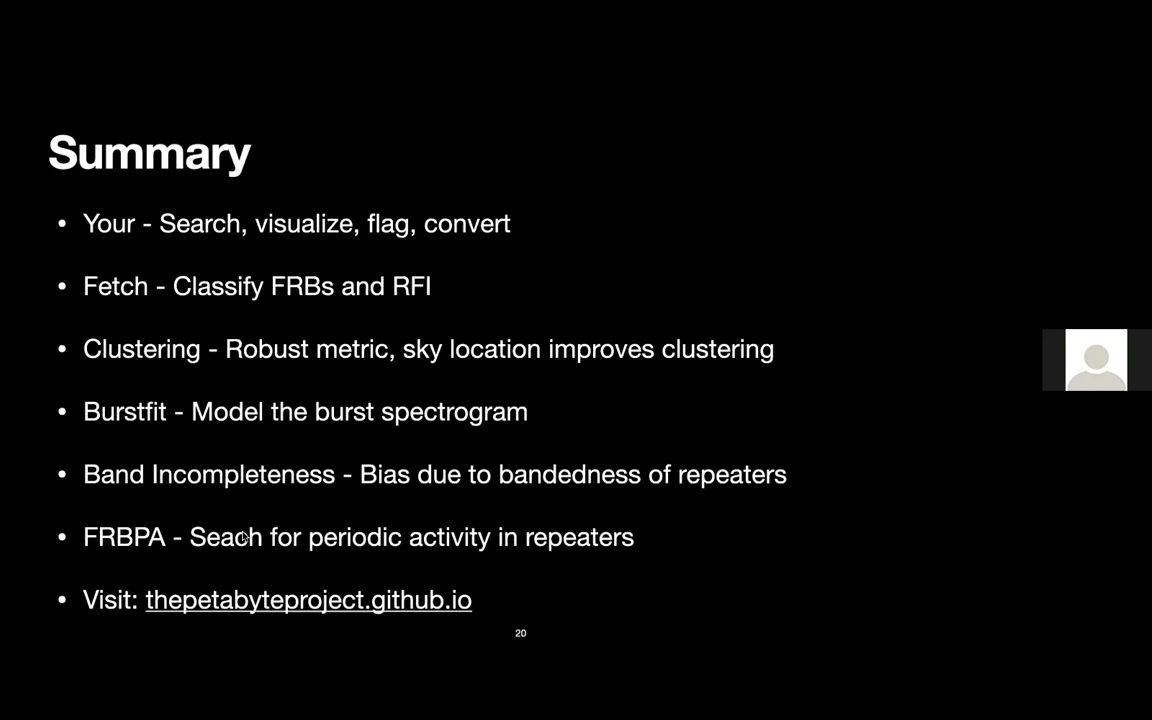 Summary
• Your - Search, visualize, flag, convert
• Fetch - Classify FRBs and RFI
• Clustering - Robust metric, sky location improves clustering
• Burstfit - Model the burst spectrogram
• Band Incompleteness - Bias due to bandedness of repeaters
• FRBPA - Seach for periodic activity in repeaters
• Visit: thepetabyteproject.github.io
20